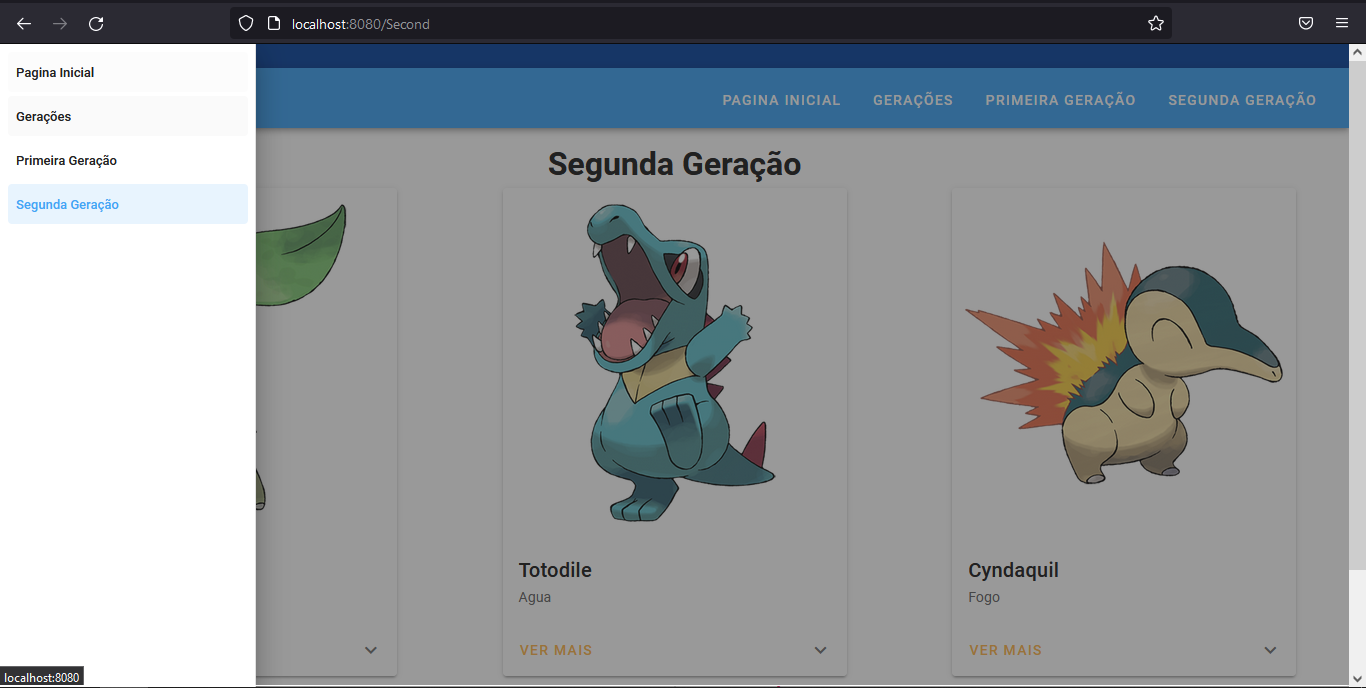 localhost:8080/Second
Pagina Inicial
Gerações
Primeira Geração
Segunda Geração
PAGINA INICIAL GERAÇÕES PRIMEIRA GERAÇÃO SEGUNDA GERAÇÃO
Segunda Geração
Totodile
Agua
VER MAIS
Cyndaquil
Fogo
VER MAIS
localhost:8080